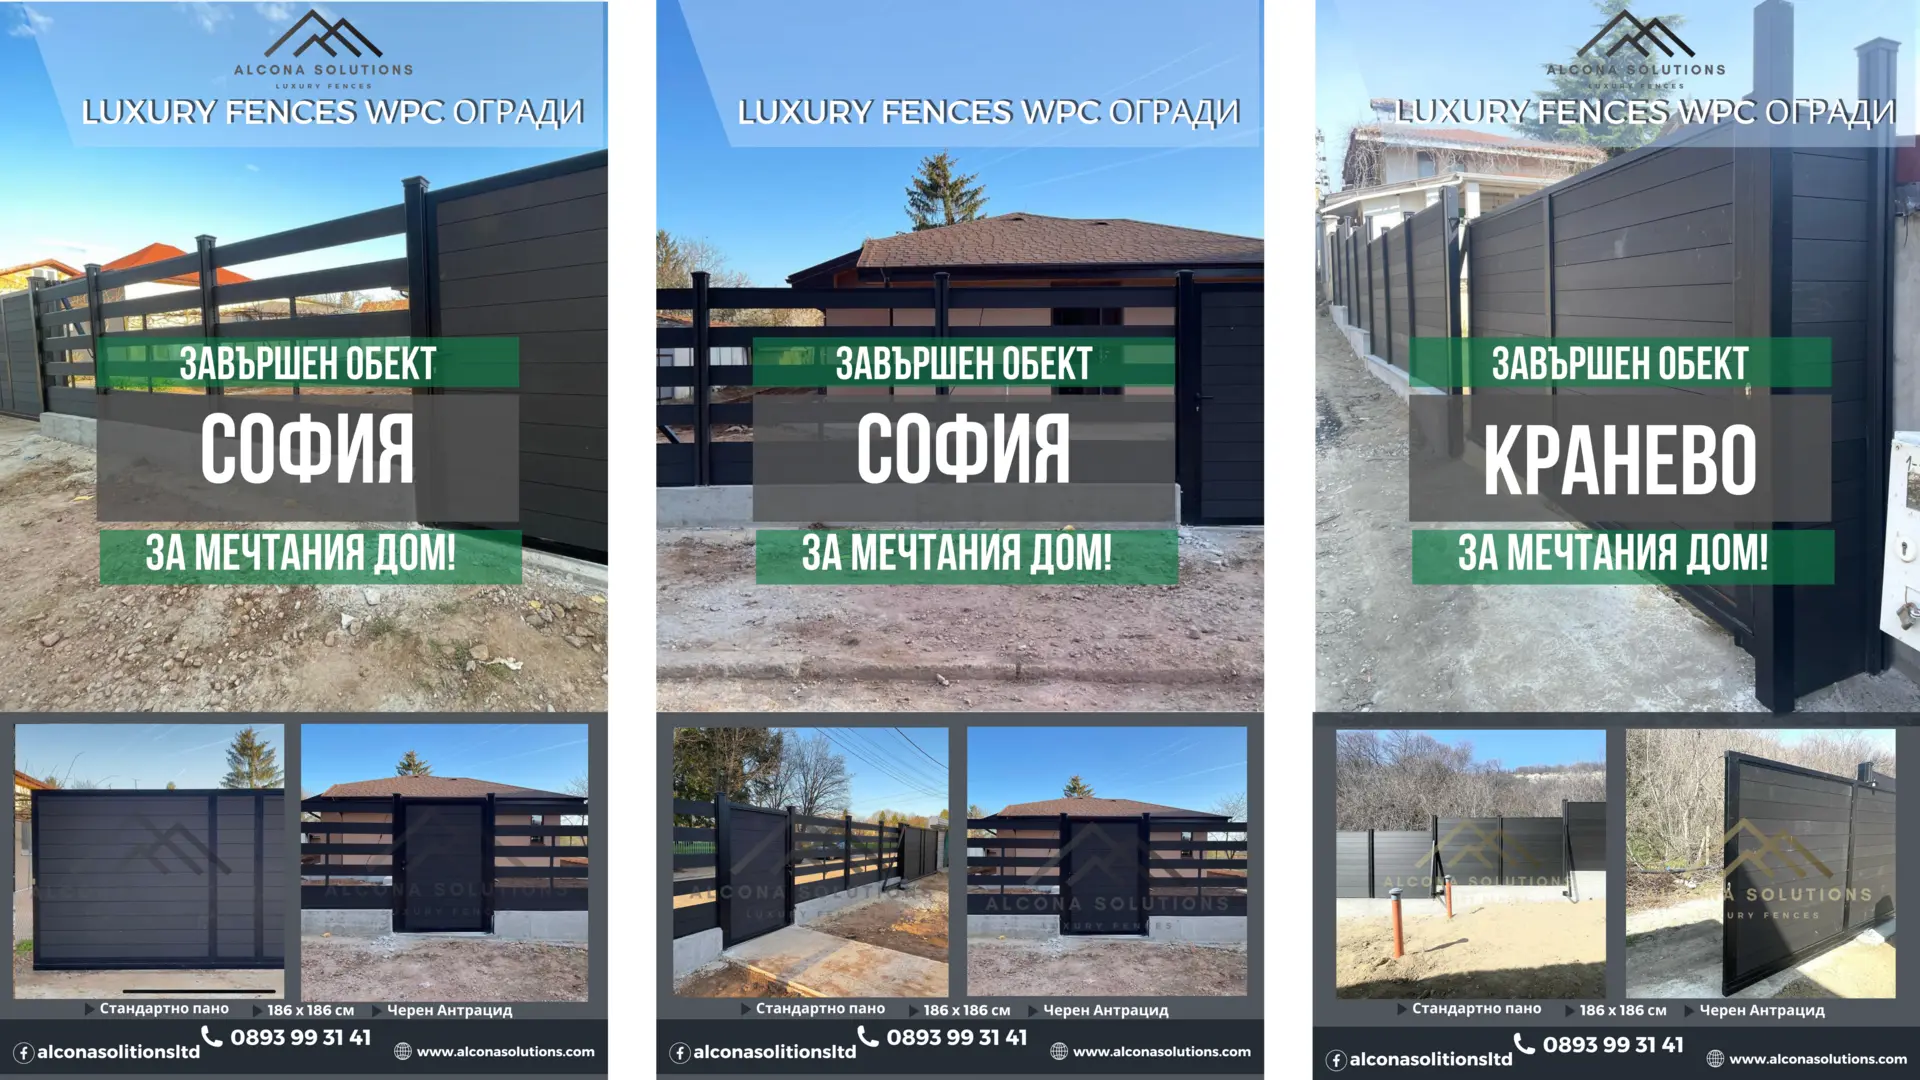 ALCONA SOLUTIONS
LUXURY FENCES
LUXURY FENCES WPC ОГРАДИ
ЗАВЪРШЕН ОБЕКТ
СОФИЯ
ЗА МЕЧТАНИЯ ДОМ!
ALCONA SOLUTIONS
Стандартно пано
186 x 186 см
Черен Антрацид
0893 99 31 41
alconasolitionsltd
www.alconasolutions.com
LUXURY FENCES WPC ОГРАДИ
ЗАВЪРШЕН ОБЕКТ
СОФИЯ
ЗА МЕЧТАНИЯ ДОМ!
ALCONA SOLUTIONS
LUXURY FENCES
ALCONA SOLUTIONS
LUXURY FENCES
Стандартно пано
186 x 186 см
Черен Антрацид
0893 99 31 41
alconasolitionsltd
www.alconasolutions.com
ALCONA SOLUTIONS
LUXURY FENCES
LUXURY FENCES WPC ОГРАДИ
ЗАВЪРШЕН ОБЕКТ
КРАНЕВО
ЗА МЕЧТАНИЯ ДОМ!
ALCONA SOLUTIONS
SOLUTIONS
FENCES
Стандартно пано
186 x 186 см
Черен Антрацид
0893 99 31 41
alconasolitionsltd
www.alconasolutions.com